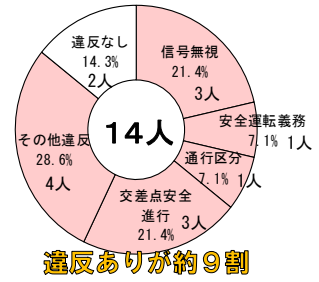 違反なし
14.3%
2人
信号無視
21.4%
3人
安全運転義務
7.1% 1人
通行区分
7.1% 1人
交差点安全
進行
21.4% 3人
その他違反
28.6%
4人
14人
違反ありが約9割